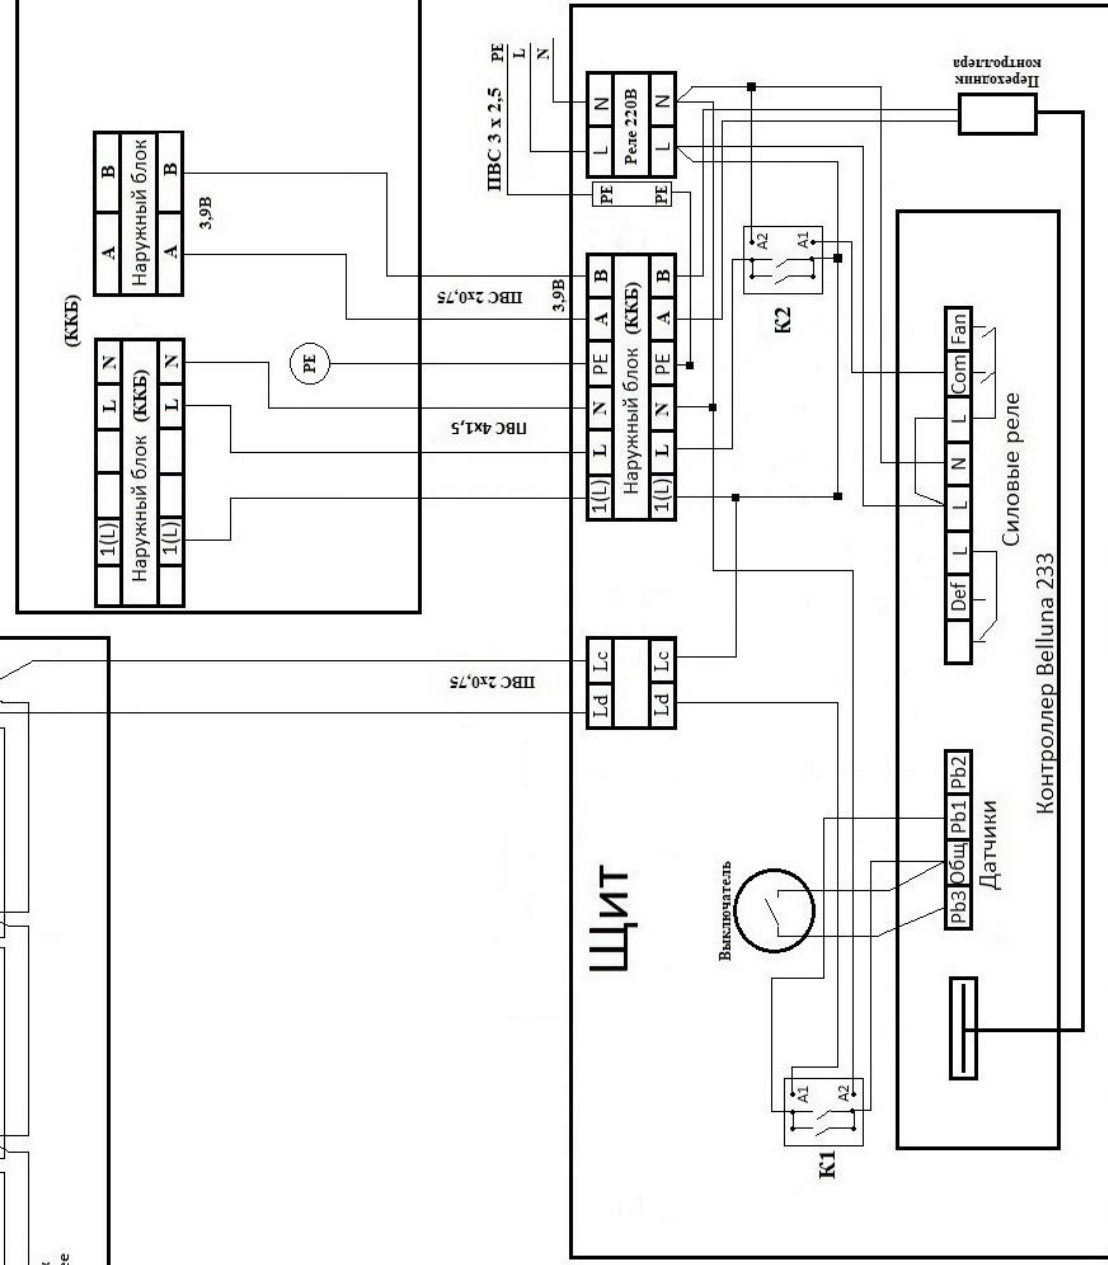 (ККБ)
A B
Наружный блок
A B
3,9В
1(L) L N
Наружный блок (ККБ)
1(L) L N
PE
ПВС 2х0,75
ПВС 4х1,5
ПВС 2х0,75
3,9В
ПВС 3 х 2,5
PE
L
N
L N
Реле 220В
L N
PE
PE
1(L) L N PE A B
Наружный блок (ККБ)
1(L) L N PE A B
Ld Lc
Ld Lc
Щит
Переходник
контроллера
A2
A1
К2
Def L L N L Com Fan
Силовые реле
Контроллер Belluna 233
Выключатель
Pb3 Общ Pb1 Pb2
Датчики
A1
A2
К1